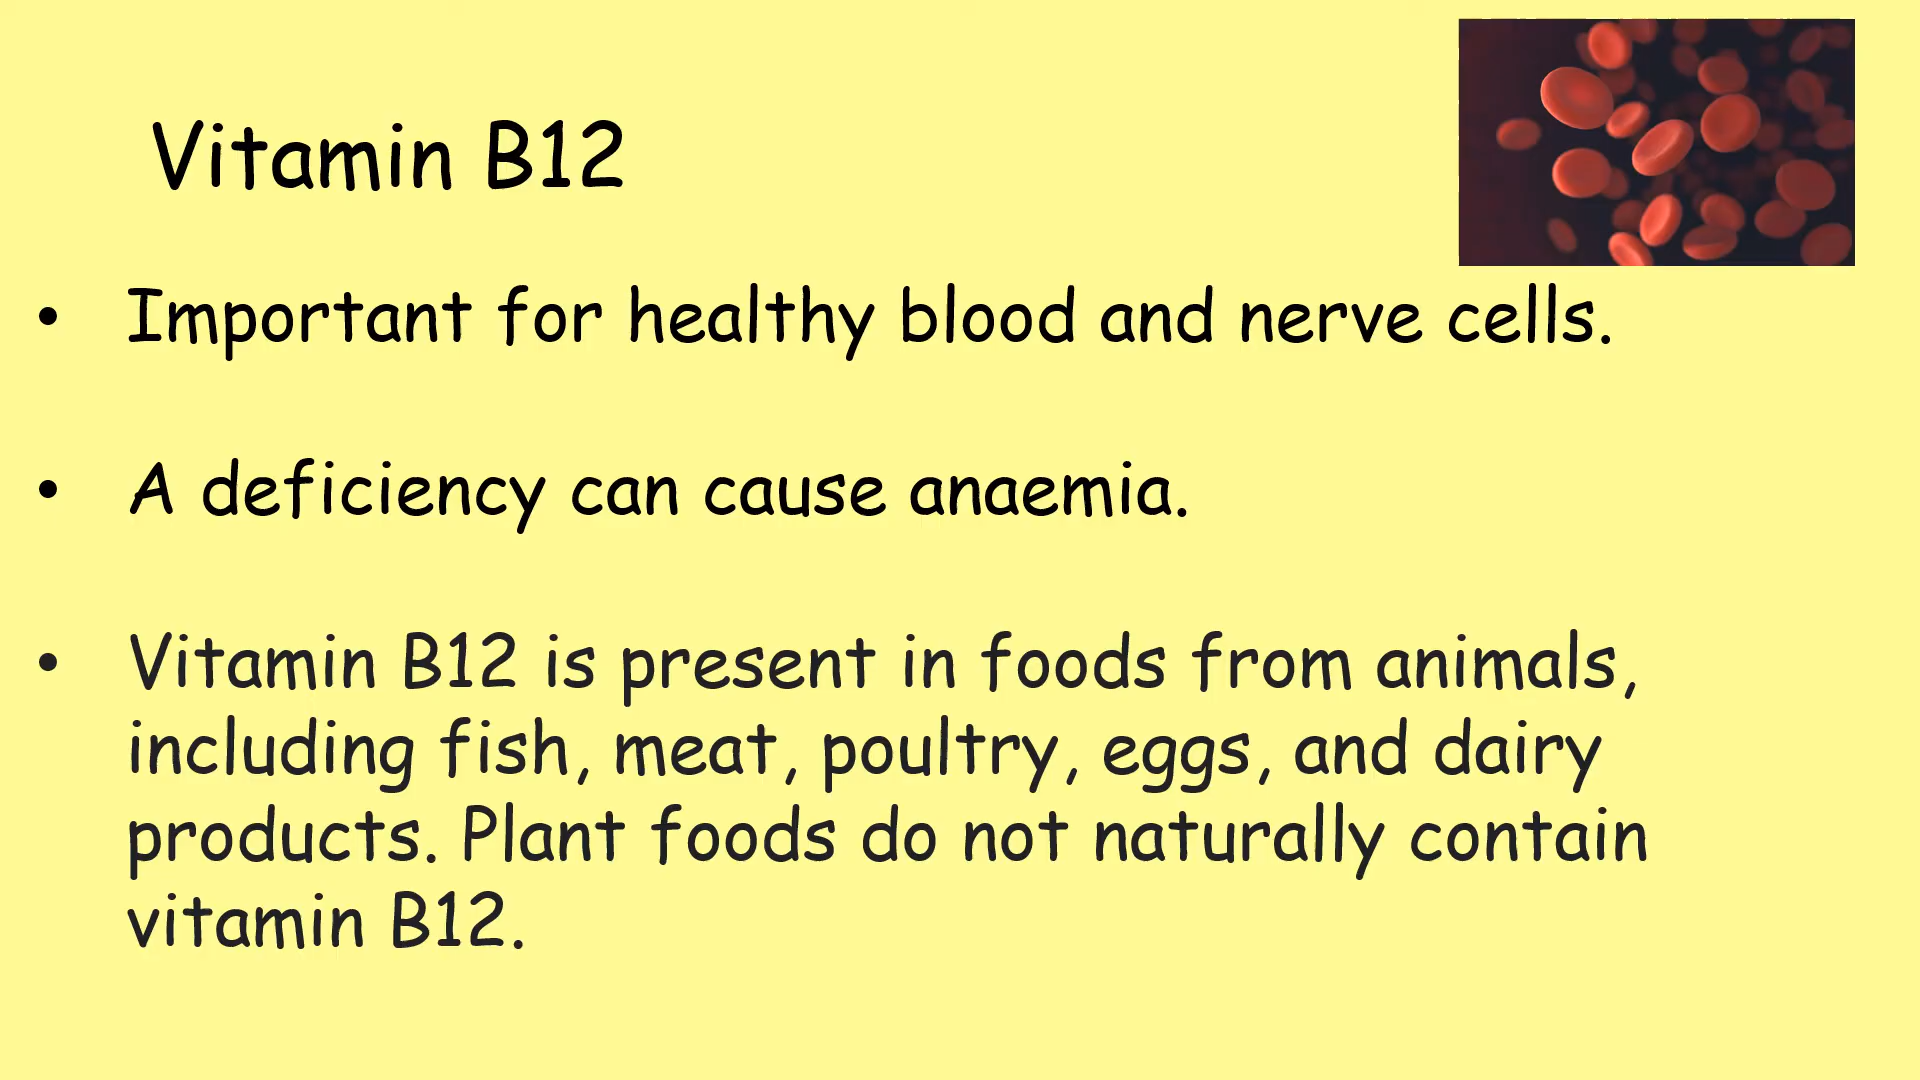 Vitamin B12
• Important for healthy blood and nerve cells.
• A deficiency can cause anaemia.
• Vitamin B12 is present in foods from animals,
including fish, meat, poultry, eggs, and dairy
products. Plant foods do not naturally contain
vitamin B12.